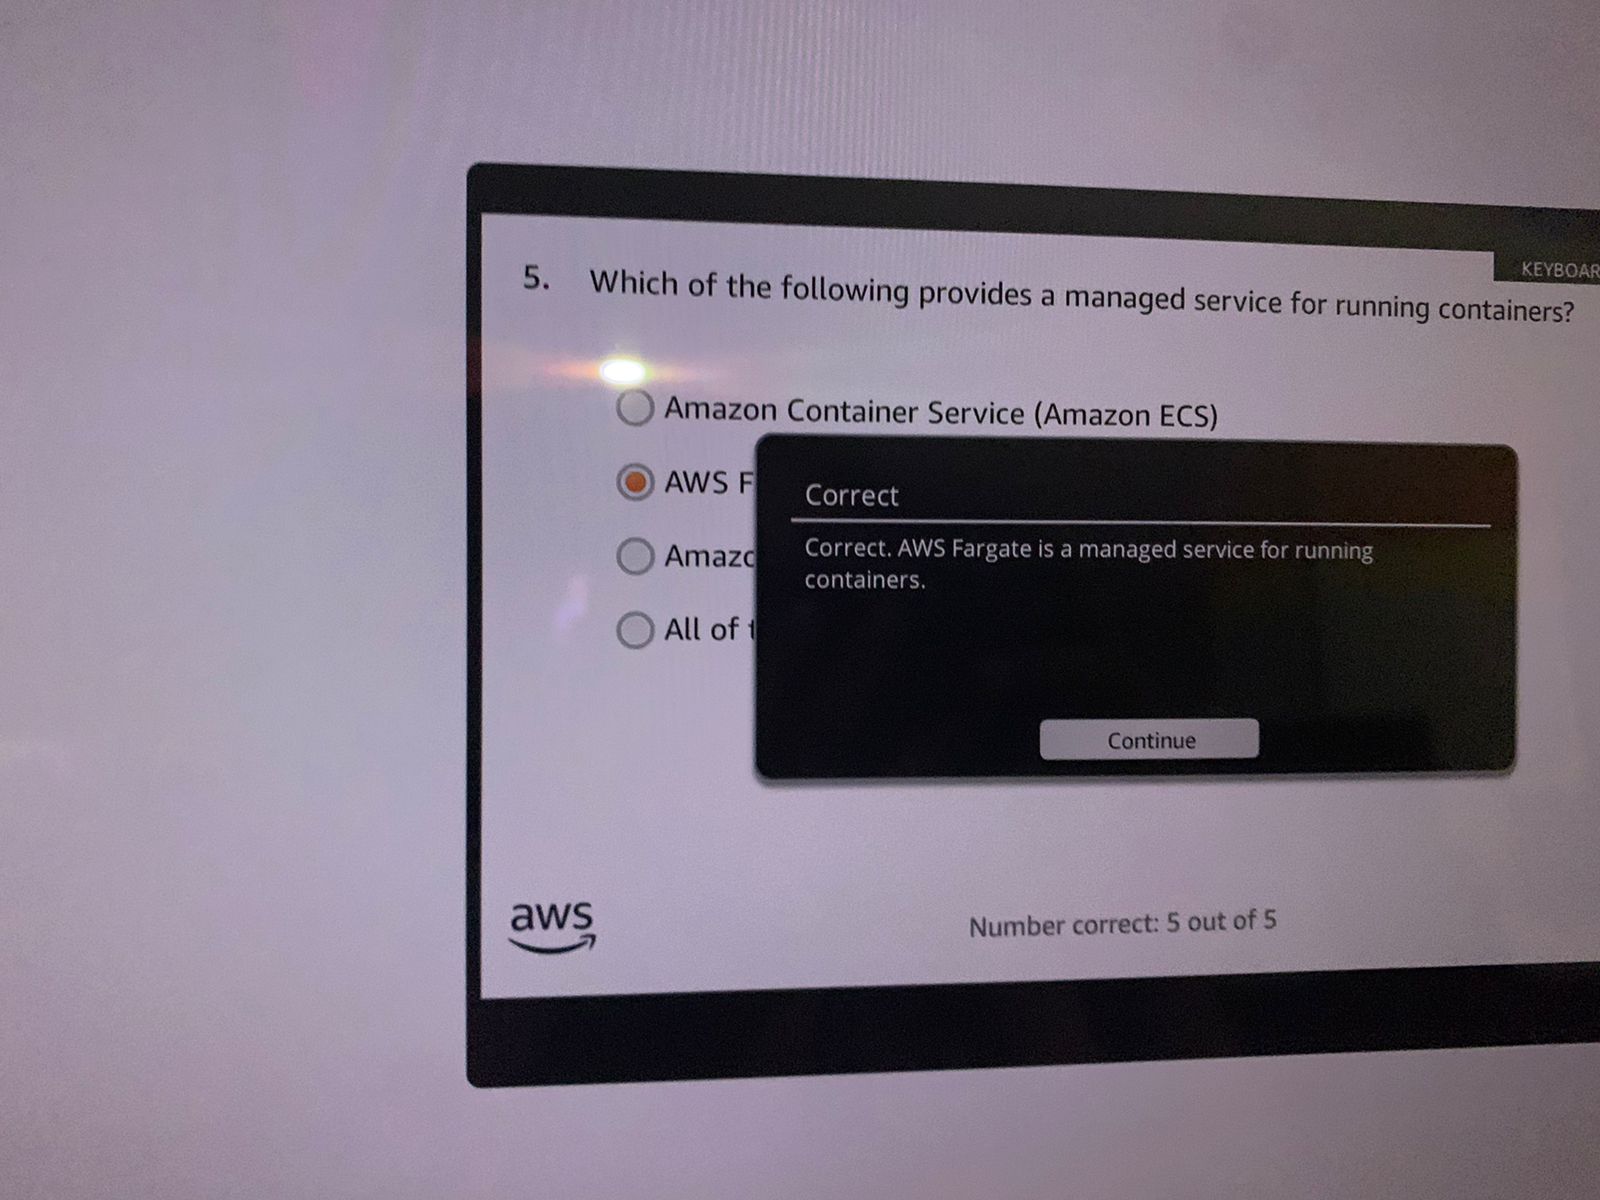 KEYBOAR
5. Which of the following provides a managed service for running containers?
Amazon Container Service (Amazon ECS)
AWS F
Amazo
All of t
Correct
Correct. AWS Fargate is a managed service for running
containers.
Continue
aws
Number correct: 5 out of 5